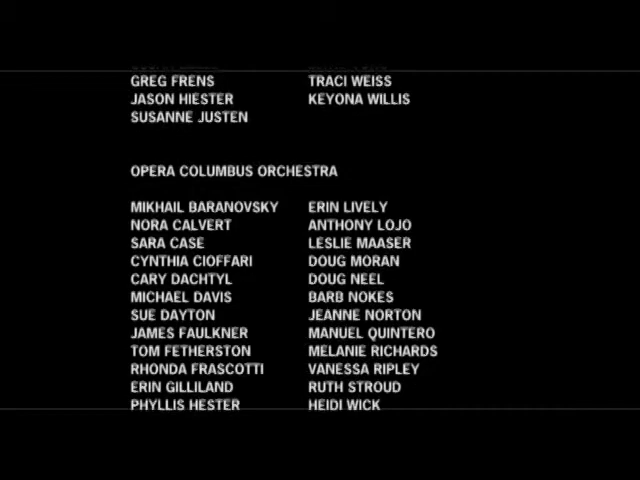 GREG FRENS TRACI WEISS
JASON HIESTER KEYONA WILLIS
SUSANNE JUSTEN
OPERA COLUMBUS ORCHESTRA
MIKHAIL BARANOVSKY ERIN LIVELY
NORA CALVERT ANTHONY LOJO
SARA CASE LESLIE MAASER
CYNTHIA CIOFFARI DOUG MORAN
CARY DACHTYL DOUG NEEL
MICHAEL DAVIS BARB NOKES
SUE DAYTON JEANNE NORTON
JAMES FAULKNER MANUEL QUINTERO
TOM FETHERSTON MELANIE RICHARDS
RHONDA FRASCOTTI VANESSA RIPLEY
ERIN GILLILAND RUTH STROUD
PHYLLIS HESTER HEIDI WICK